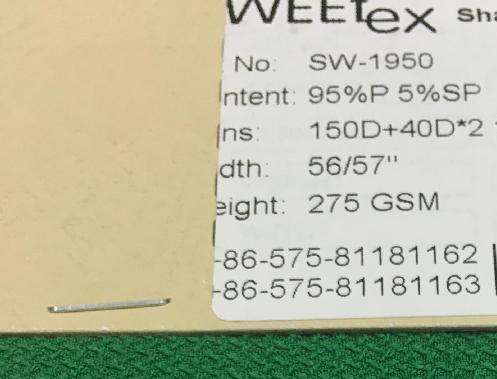 WEETex Sha
No: SW-1950
ntent: 95%P 5%SP
ns: 150D+40D*2
dth: 56/57"
eight: 275 GSM
-86-575-81181162
-86-575-81181163